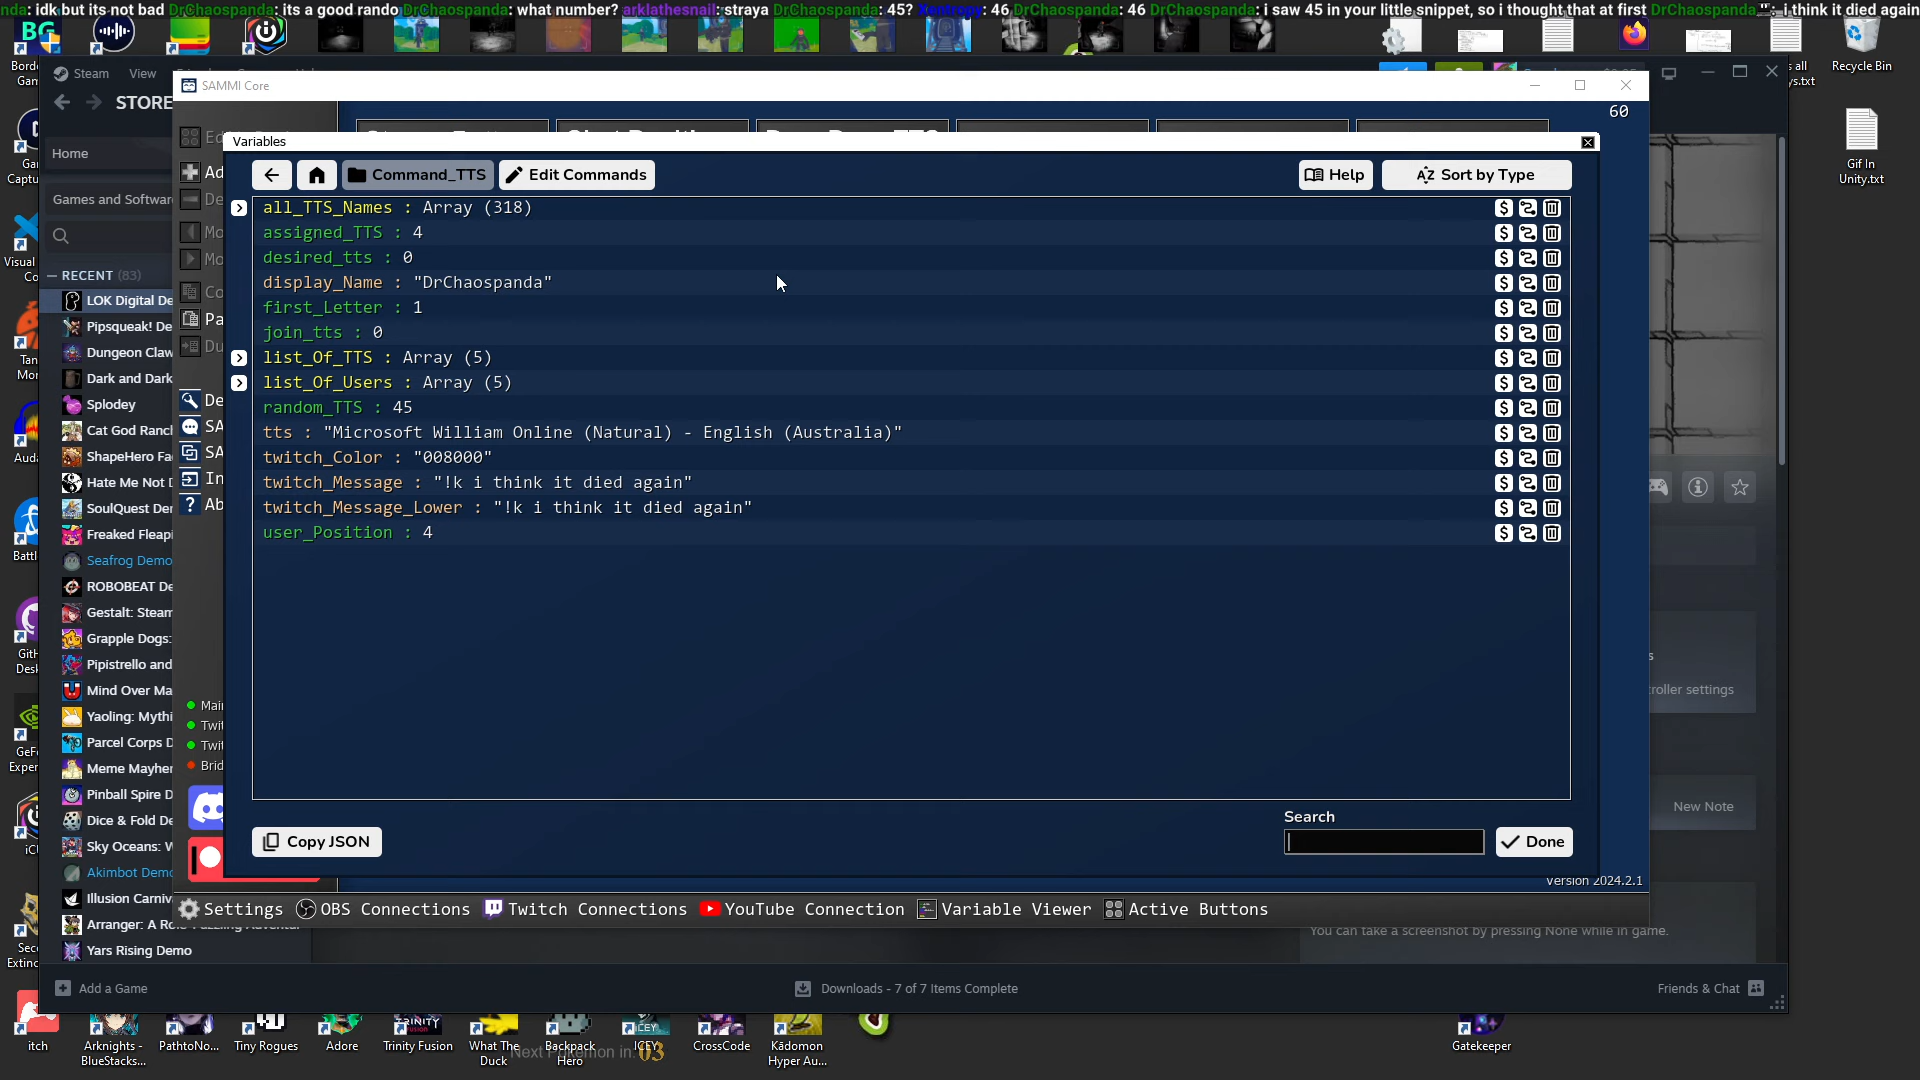 nda: idk but its not bad DrChaospanda: its a good rando DrChaospanda: what number? arklathesnail: straya DrChaospanda: 45? Xentropy: 46 DrChaospanda: 46 DrChaospanda: i saw 45 in your little snippet, so i thought that at first DrChaospanda: i think it died again
Recycle Bin
Gif In
Unity.txt
Steam
View
STORE
Home
Games and Software
RECENT (83)
LOK Digital De
Pipsqueak! De
Dungeon Claw
Dark and Dark
Splodey
Cat God Ranch
ShapeHero Fa
Hate Me Not D
SoulQuest De
Freaked Fleap
Seafrog Demo
ROBOBEAT De
Gestalt: Steam
Grapple Dogs:
Pipistrello and
Mind Over Ma
Yaoling: Mythi
Parcel Corps D
Meme Mayhe
Pinball Spire D
Dice & Fold De
Sky Oceans: W
Akimbot Demo
Illusion Carniv
Yars Rising Demo
SAMMI Core
60
Variables
Command_TTS
Edit Commands
Help
Sort by Type
all_TTS_Names : Array (318)
assigned_TTS : 4
desired_tts : 0
display_Name : "DrChaospanda"
first_Letter : 1
join_tts : 0
list_Of_TTS : Array (5)
list_Of_Users : Array (5)
random_TTS : 45
tts : "Microsoft William Online (Natural) - English (Australia)"
twitch_Color : "008000"
twitch_Message : "!k i think it died again"
twitch_Message_Lower : "!k i think it died again"
user_Position : 4
Copy JSON
Search
Done
Version 2024.2.1
Settings
OBS Connections
Twitch Connections
YouTube Connection
Variable Viewer
Active Buttons
roller settings
New Note
You can take a screenshot by pressing None while in game.
Add a Game
Downloads - 7 of 7 Items Complete
Friends & Chat
itch
Arknights -
BlueStacks...
PathtoNo...
Tiny Rogues
Adore
Trinity Fusion
What The
Duck
Backpack
Hero
ICEY
CrossCode
Kādomon
Hyper Au...
Gatekeeper
Next Pokemon in: 03